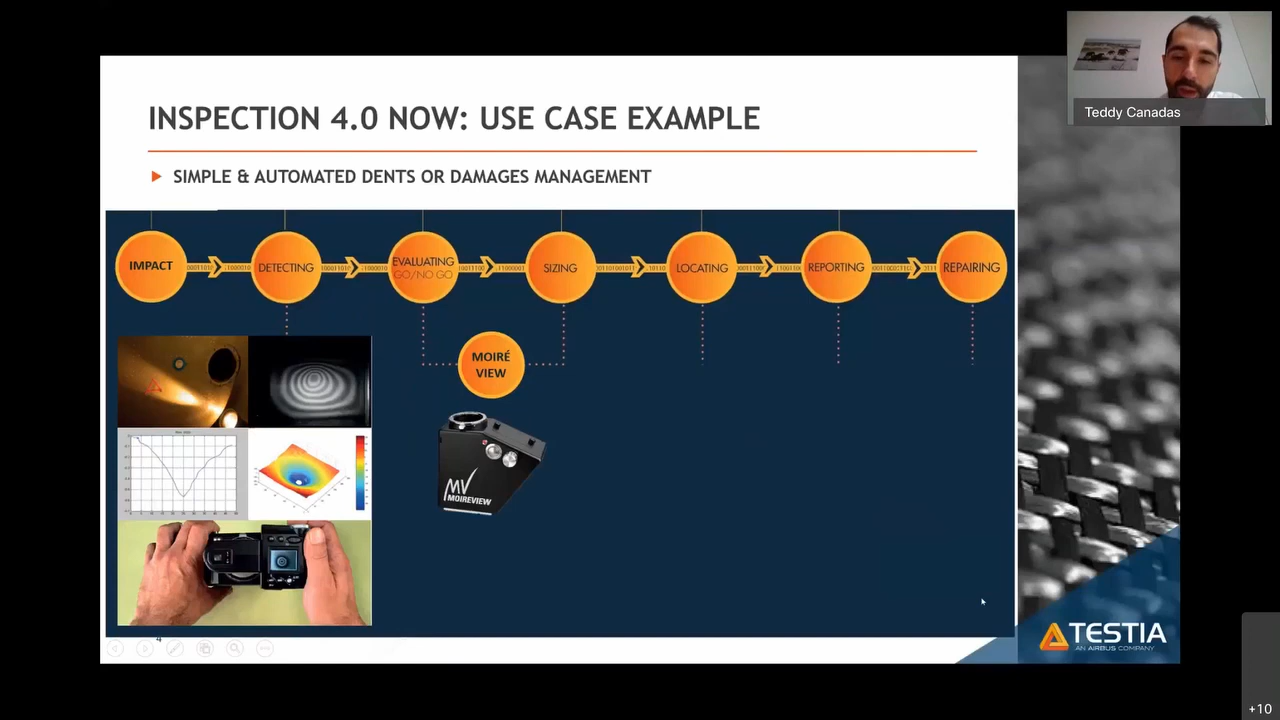 Teddy Canadas
INSPECTION 4.0 NOW: USE CASE EXAMPLE
SIMPLE & AUTOMATED DENTS OR DAMAGES MANAGEMENT
IMPACT
DETECTING
EVALUATING
GO/NO GO
SIZING
LOCATING
REPORTING
REPAIRING
MOIRÉ
VIEW
MV
MOIREVIEW
4
TESTIA
AN AIRBUS COMPANY
+10